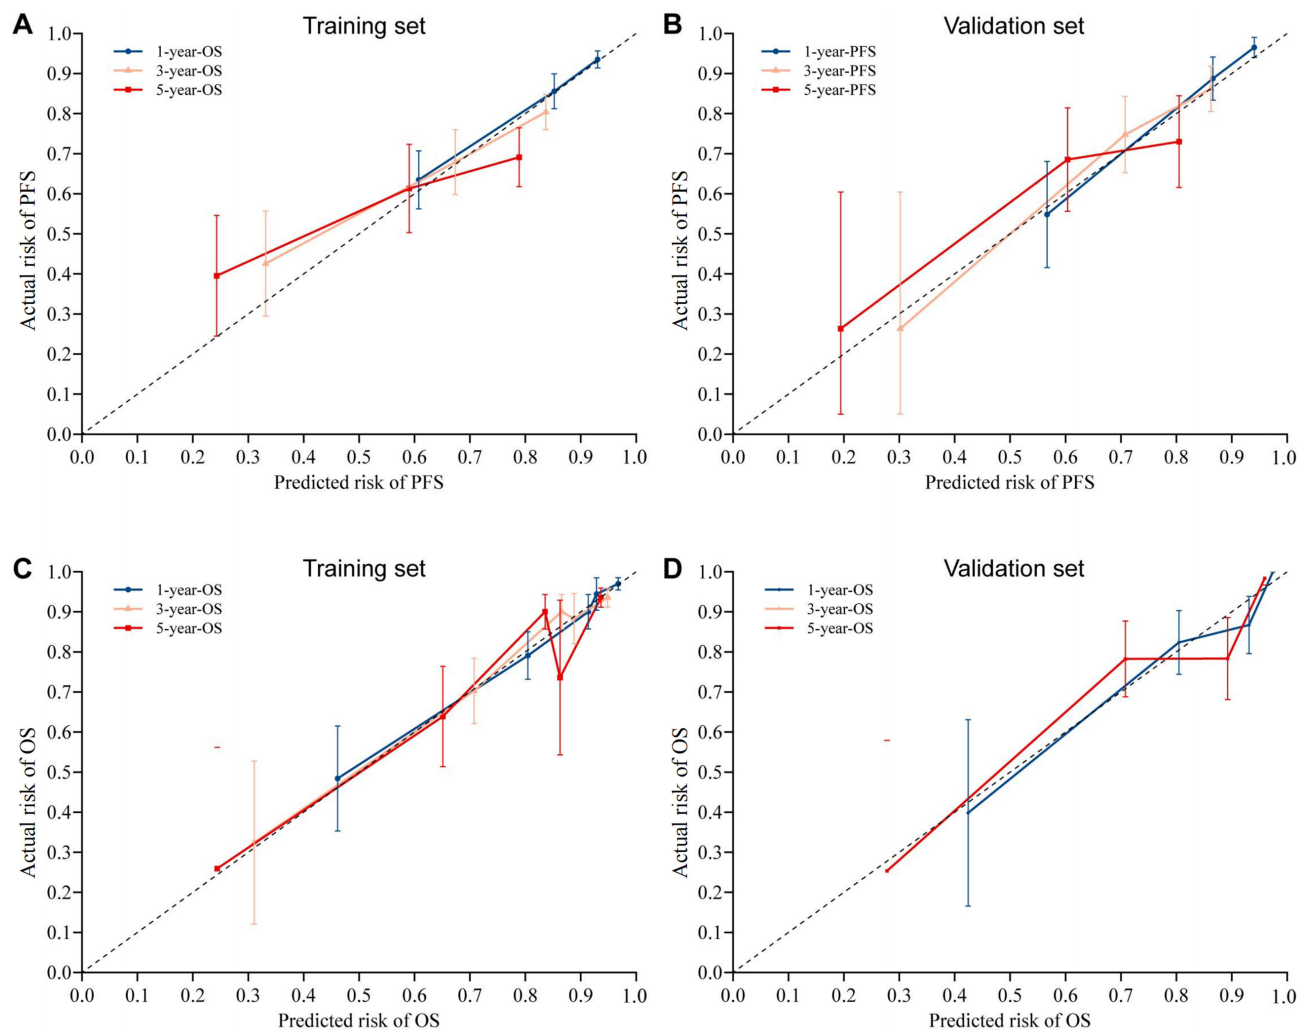 A
Training set
1-year-OS
3-year-OS
5-year-OS
Actual risk of PFS
1.0
0.9
0.8
0.7
0.6
0.5
0.4
0.3
0.2
0.1
0.0
0.0 0.1 0.2 0.3 0.4 0.5 0.6 0.7 0.8 0.9 1.0
Predicted risk of PFS
B
Validation set
1-year-PFS
3-year-PFS
5-year-PFS
Actual risk of PFS
1.0
0.9
0.8
0.7
0.6
0.5
0.4
0.3
0.2
0.1
0.0
0.0 0.1 0.2 0.3 0.4 0.5 0.6 0.7 0.8 0.9 1.0
Predicted risk of PFS
C
Training set
1-year-OS
3-year-OS
5-year-OS
Actual risk of OS
1.0
0.9
0.8
0.7
0.6
0.5
0.4
0.3
0.2
0.1
0.0
0.0 0.1 0.2 0.3 0.4 0.5 0.6 0.7 0.8 0.9 1.0
Predicted risk of OS
D
Validation set
1-year-OS
3-year-OS
5-year-OS
Actual risk of OS
1.0
0.9
0.8
0.7
0.6
0.5
0.4
0.3
0.2
0.1
0.0
0.0 0.1 0.2 0.3 0.4 0.5 0.6 0.7 0.8 0.9 1.0
Predicted risk of OS